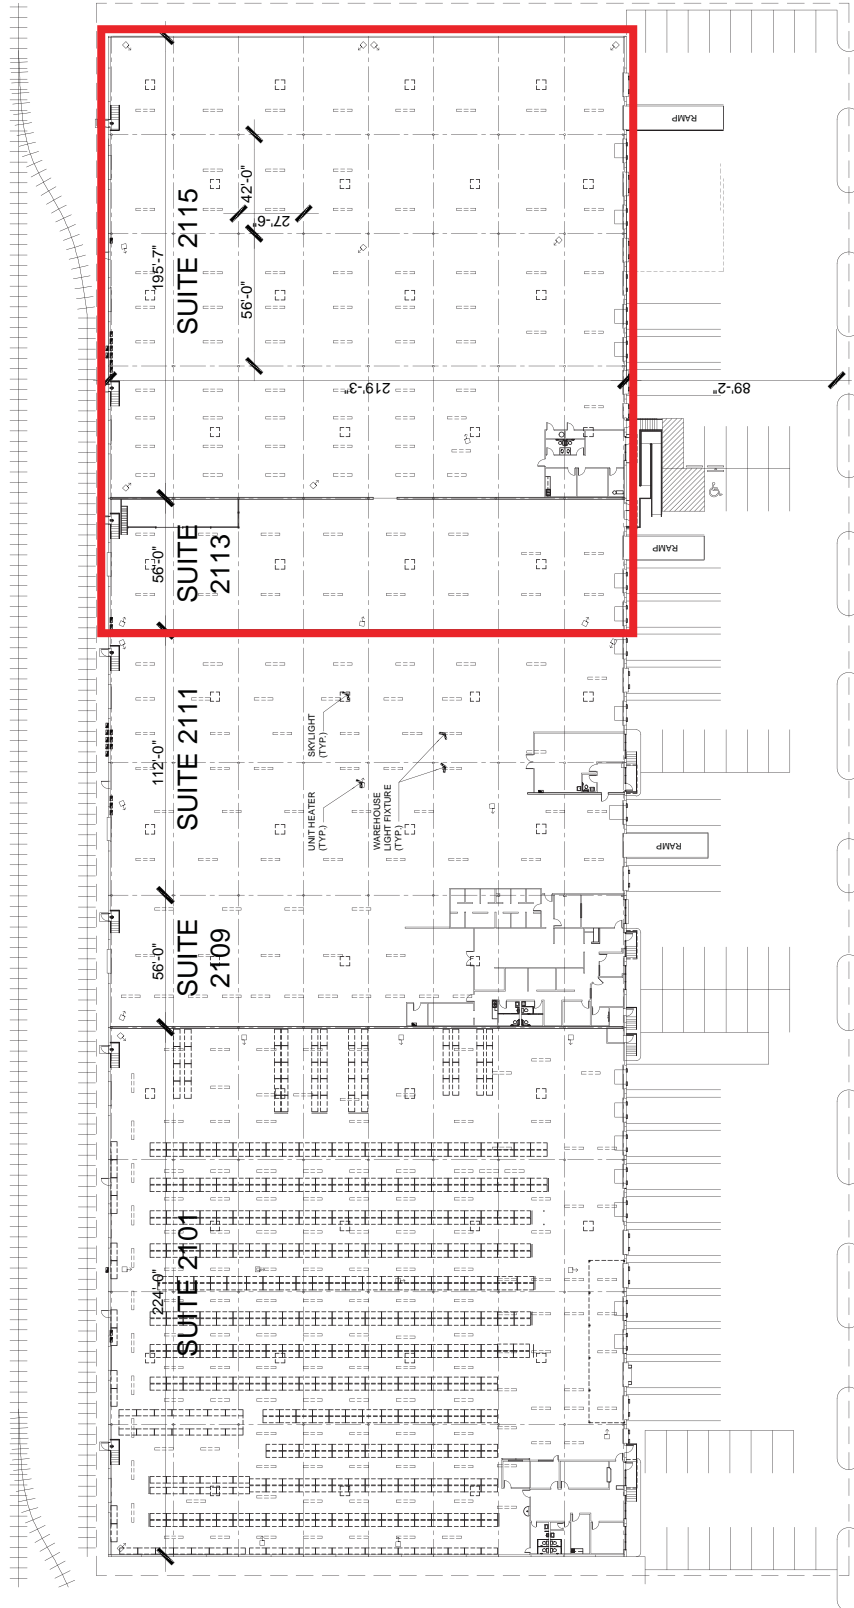 RAMP
SUITE 2115
195'-7"
42'-0"
27'-6"
56'-0"
219'-3"
89'-2"
SUITE
2113
56'-0"
RAMP
SUITE 2111
112'-0"
SKYLIGHT
(TYP.)
UNIT HEATER
(TYP.)
WAREHOUSE
LIGHT FIXTURE
(TYP.)
RAMP
SUITE
2109
56'-0"
SUITE 2101
224'-0"